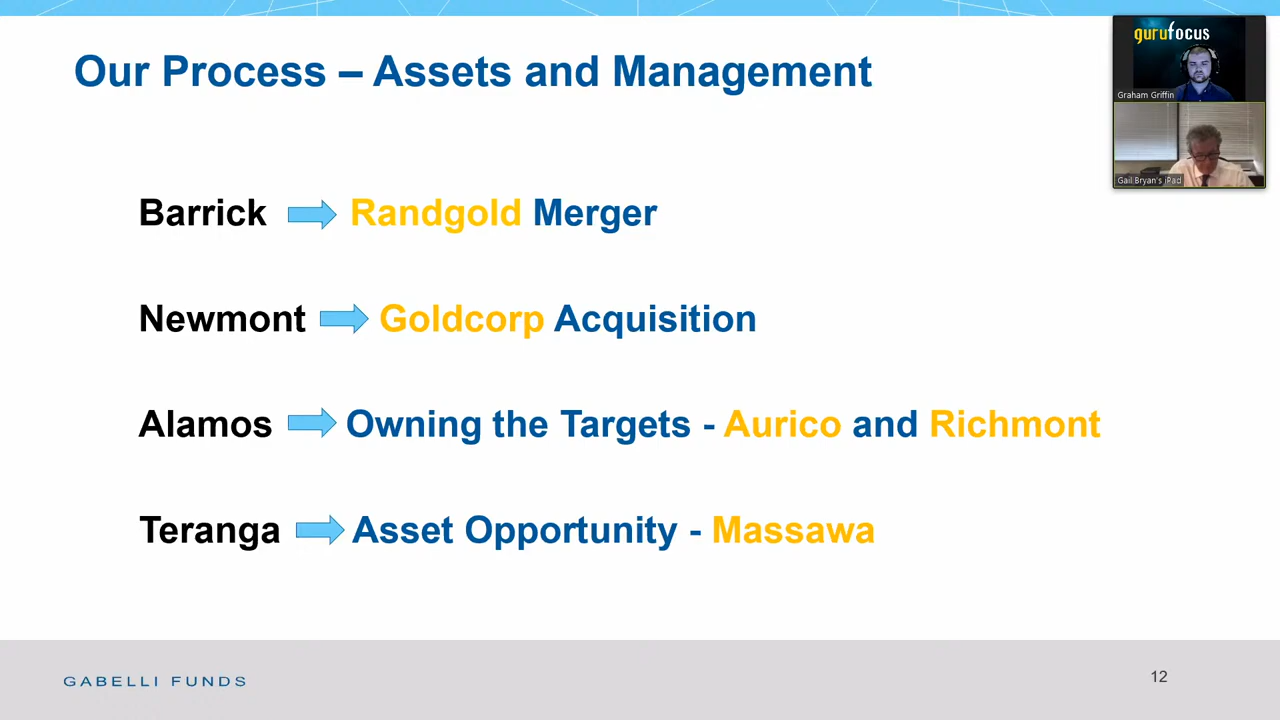 Our Process – Assets and Management
gurufocus
Graham Griffin
Gail Bryan's iPad
Barrick Randgold Merger
Newmont Goldcorp Acquisition
Alamos Owning the Targets - Aurico and Richmont
Teranga Asset Opportunity - Massawa
GABELLI FUNDS
12